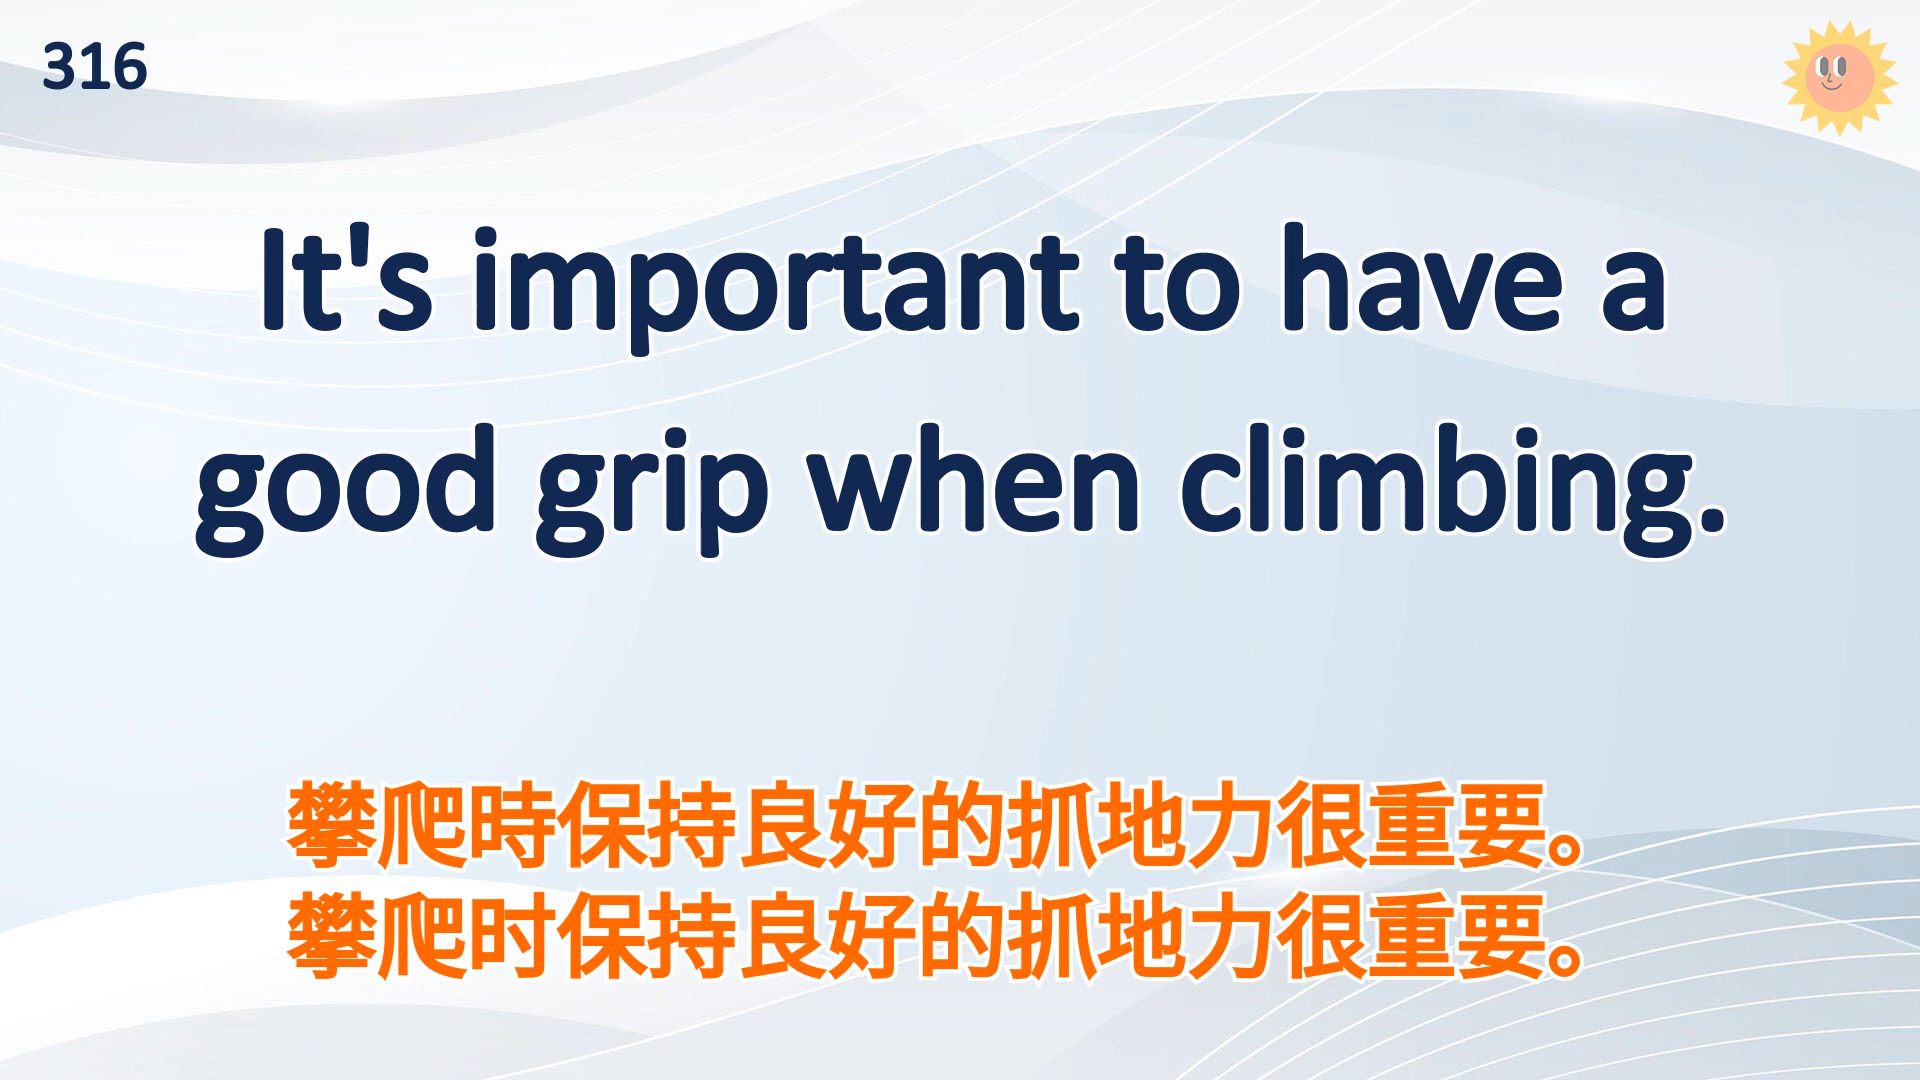 316
It's important to have a
good grip when climbing.
攀爬時保持良好的抓地力很重要。
攀爬时保持良好的抓地力很重要。